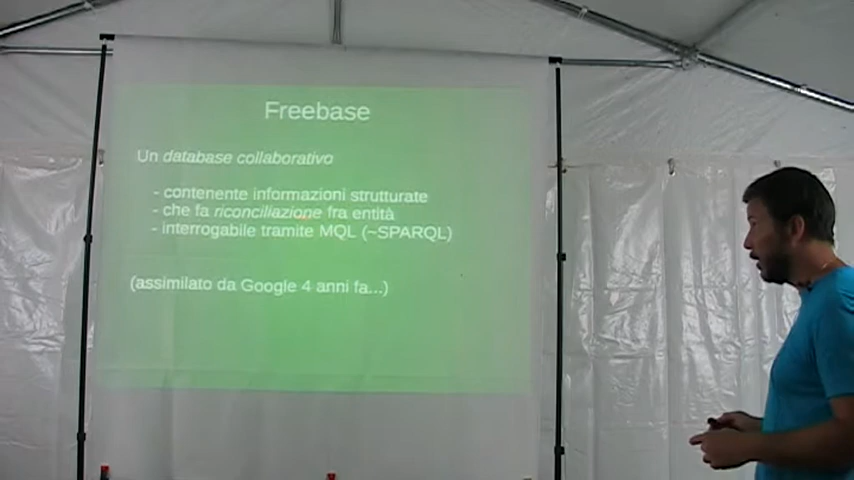 Freebase
Un database collaborativo
- contenente informazioni strutturate
- che fa riconciliazione fra entità
- interrogabile tramite MQL (~SPARQL)
(assimilato da Google 4 anni fa...)